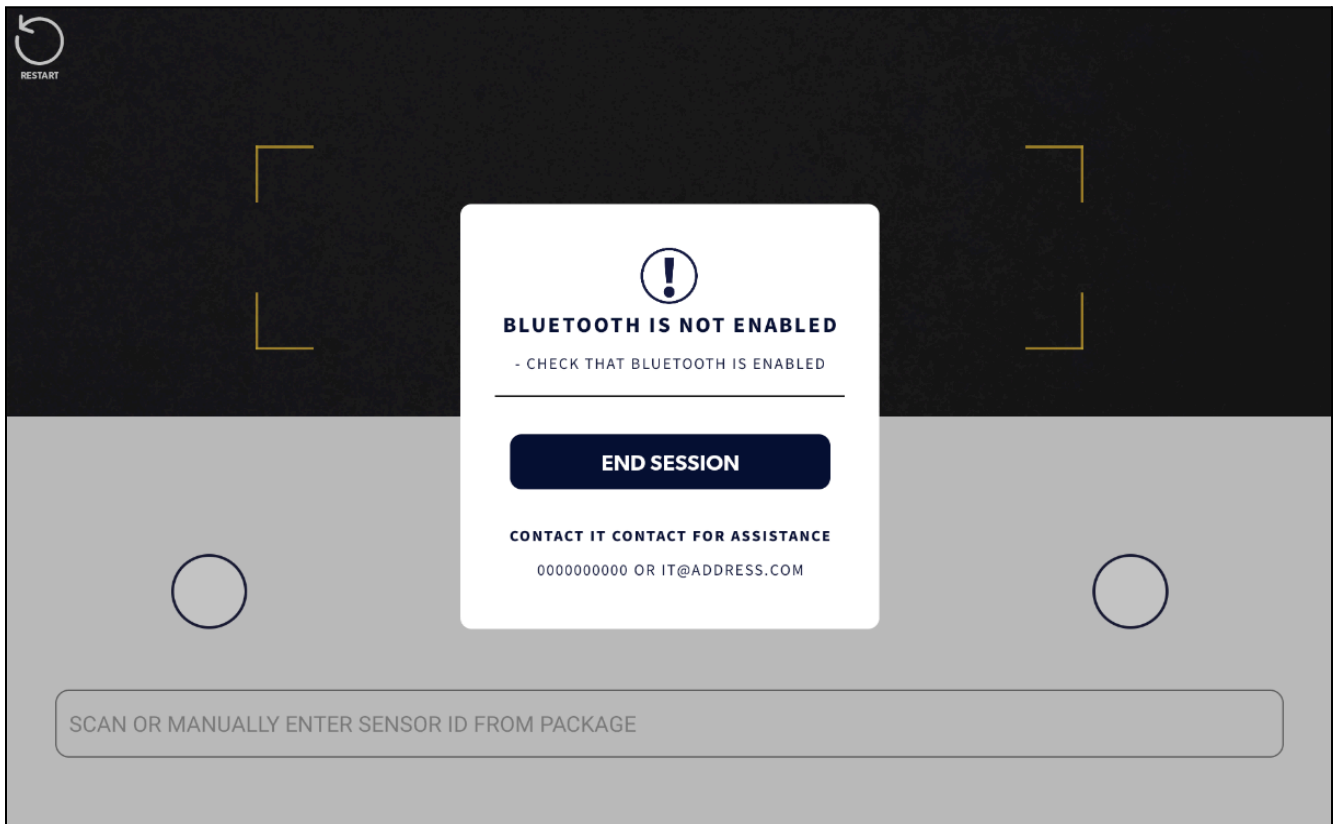 RESTART
BLUETOOTH IS NOT ENABLED
- CHECK THAT BLUETOOTH IS ENABLED
END SESSION
CONTACT IT CONTACT FOR ASSISTANCE
0000000000 OR IT@ADDRESS.COM
SCAN OR MANUALLY ENTER SENSOR ID FROM PACKAGE